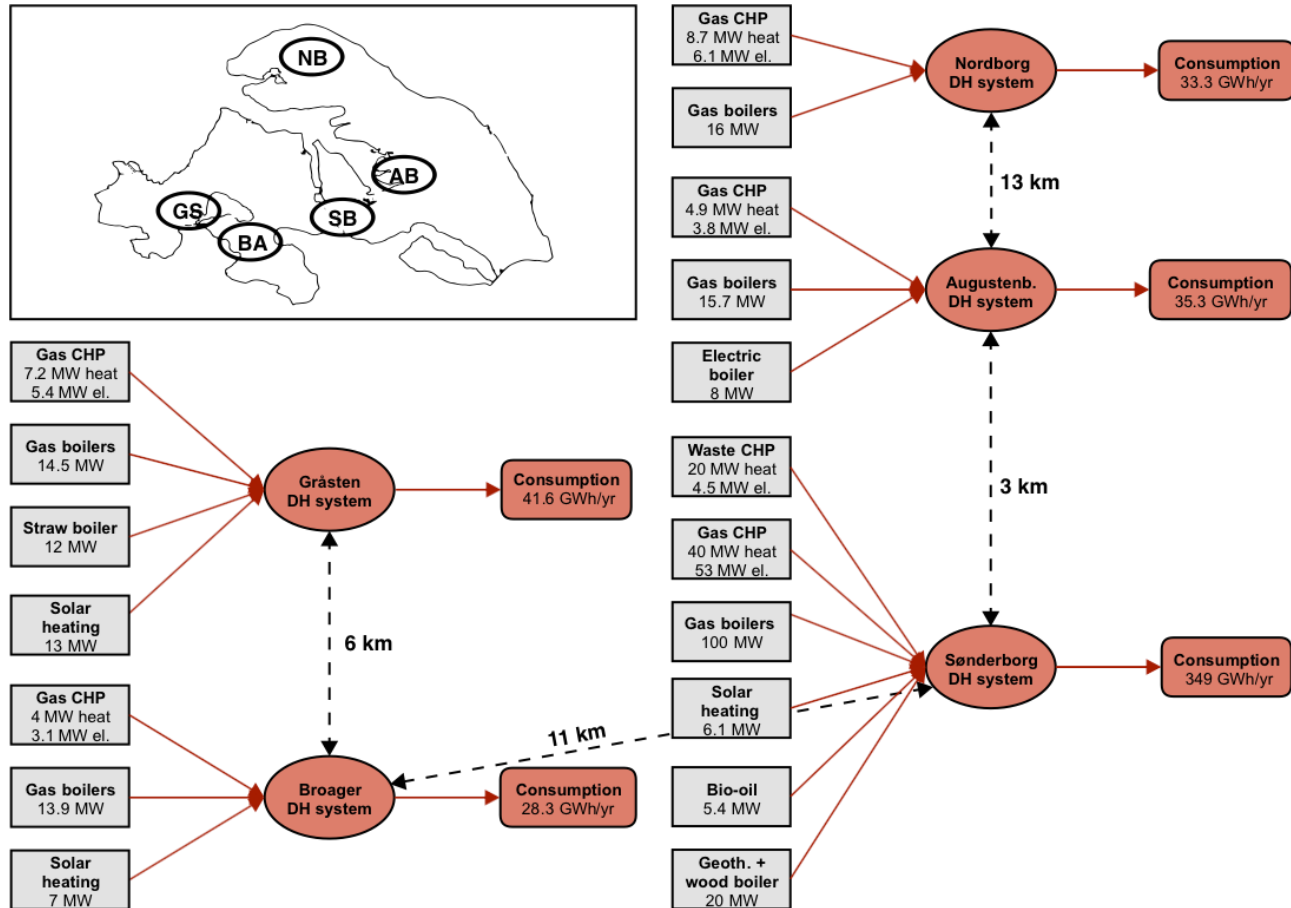 NB
AB
GS
SB
BA
Gas CHP
7.2 MW heat
5.4 MW el.
Gas boilers
14.5 MW
Straw boiler
12 MW
Solar
heating
13 MW
Gråsten
DH system
Consumption
41.6 GWh/yr
6 km
Gas CHP
4 MW heat
3.1 MW el.
Gas boilers
13.9 MW
Solar
heating
7 MW
Broager
DH system
Consumption
28.3 GWh/yr
11 km
Gas CHP
8.7 MW heat
6.1 MW el.
Gas boilers
16 MW
Nordborg
DH system
Consumption
33.3 GWh/yr
13 km
Gas CHP
4.9 MW heat
3.8 MW el.
Gas boilers
15.7 MW
Electric
boiler
8 MW
Augustenb.
DH system
Consumption
35.3 GWh/yr
3 km
Waste CHP
20 MW heat
4.5 MW el.
Gas CHP
40 MW heat
53 MW el.
Gas boilers
100 MW
Solar
heating
6.1 MW
Bio-oil
5.4 MW
Geoth. +
wood boiler
20 MW
Sønderborg
DH system
Consumption
349 GWh/yr